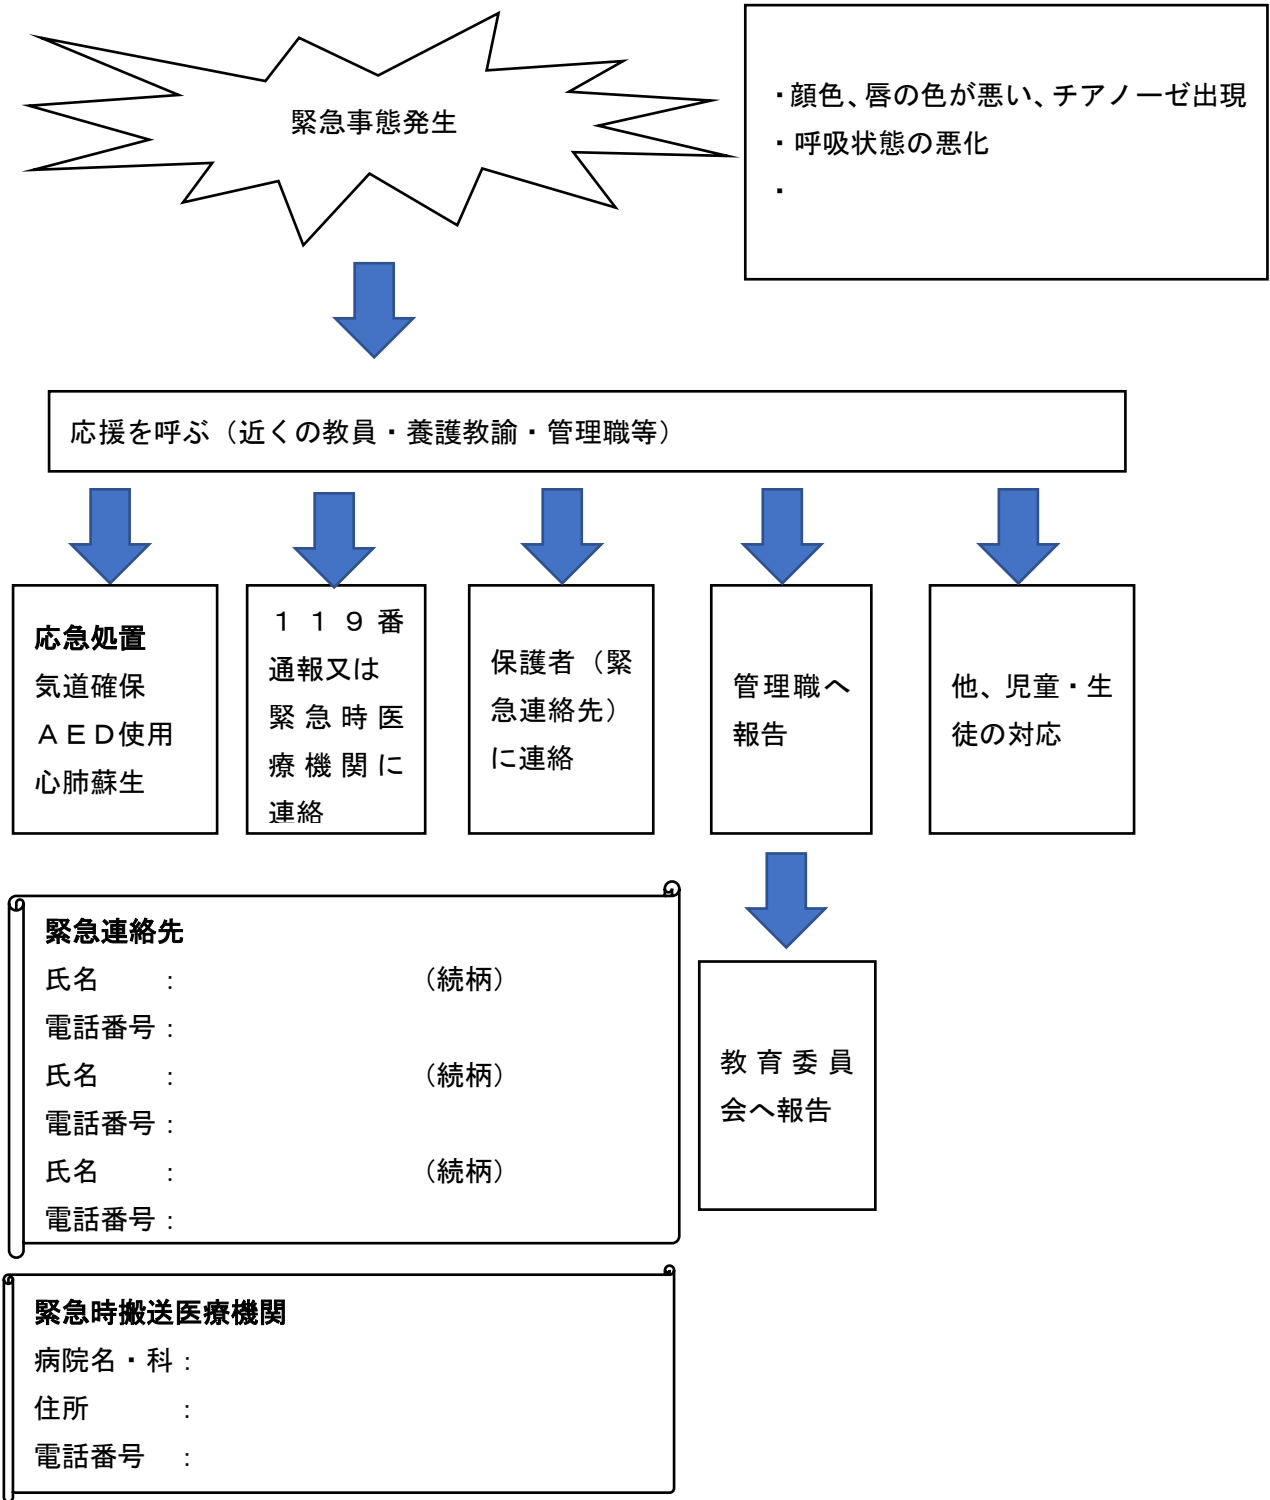 緊急事態発生
・顔色、唇の色が悪い、チアノーゼ出現
・呼吸状態の悪化
・
応援を呼ぶ（近くの教員・養護教諭・管理職等）
応急処置
気道確保
ＡＥＤ使用
心肺蘇生
１１９番
通報又は
緊急時医
療機関に
連絡
保護者（緊
急連絡先）
に連絡
管理職へ
報告
他、児童・生
徒の対応
緊急連絡先
氏名　　：　　　　　　　　　（続柄）
電話番号：
氏名　　：　　　　　　　　　（続柄）
電話番号：
氏名　　：　　　　　　　　　（続柄）
電話番号：
教育委員
会へ報告
緊急時搬送医療機関
病院名・科：
住所　　　：
電話番号　：